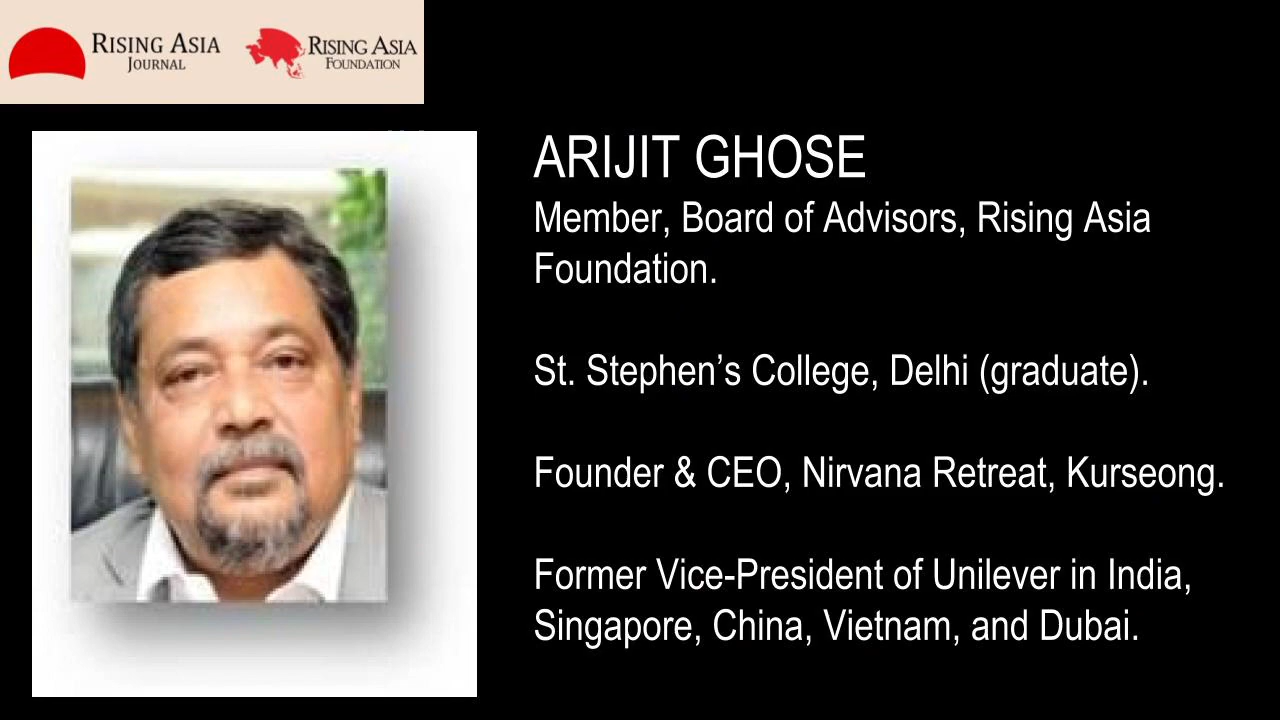 RISING ASIA
JOURNAL
RISING ASIA
FOUNDATION
ARIJIT GHOSE
Member, Board of Advisors, Rising Asia
Foundation.
St. Stephen’s College, Delhi (graduate).
Founder & CEO, Nirvana Retreat, Kurseong.
Former Vice-President of Unilever in India,
Singapore, China, Vietnam, and Dubai.